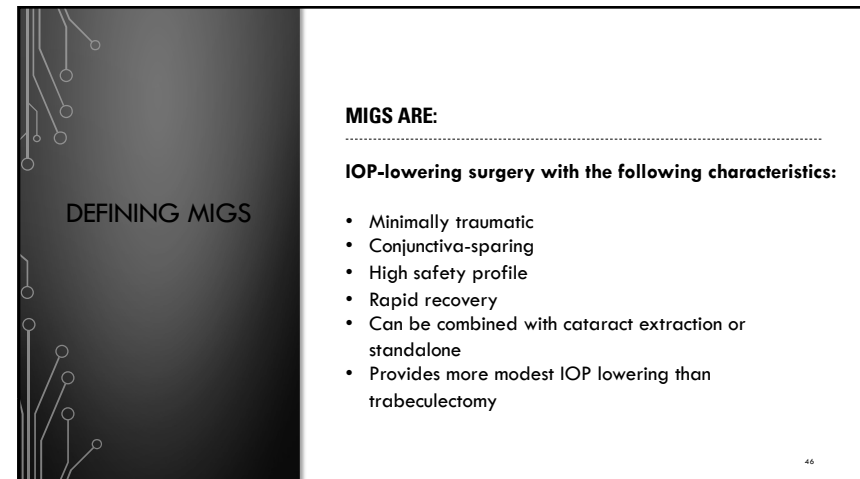 DEFINING MIGS
MIGS ARE:
IOP-lowering surgery with the following characteristics:
• Minimally traumatic
• Conjunctiva-sparing
• High safety profile
• Rapid recovery
• Can be combined with cataract extraction or
standalone
• Provides more modest IOP lowering than
trabeculectomy
46